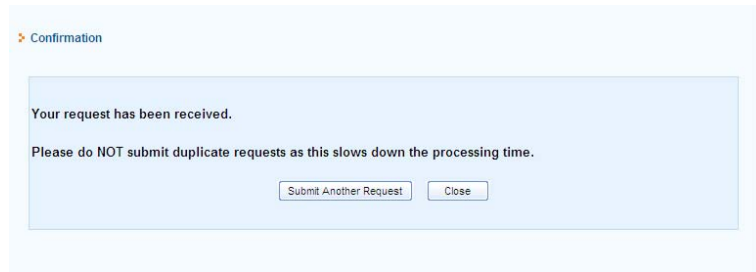 Confirmation
Your request has been received.
Please do NOT submit duplicate requests as this slows down the processing time.
Submit Another Request Close